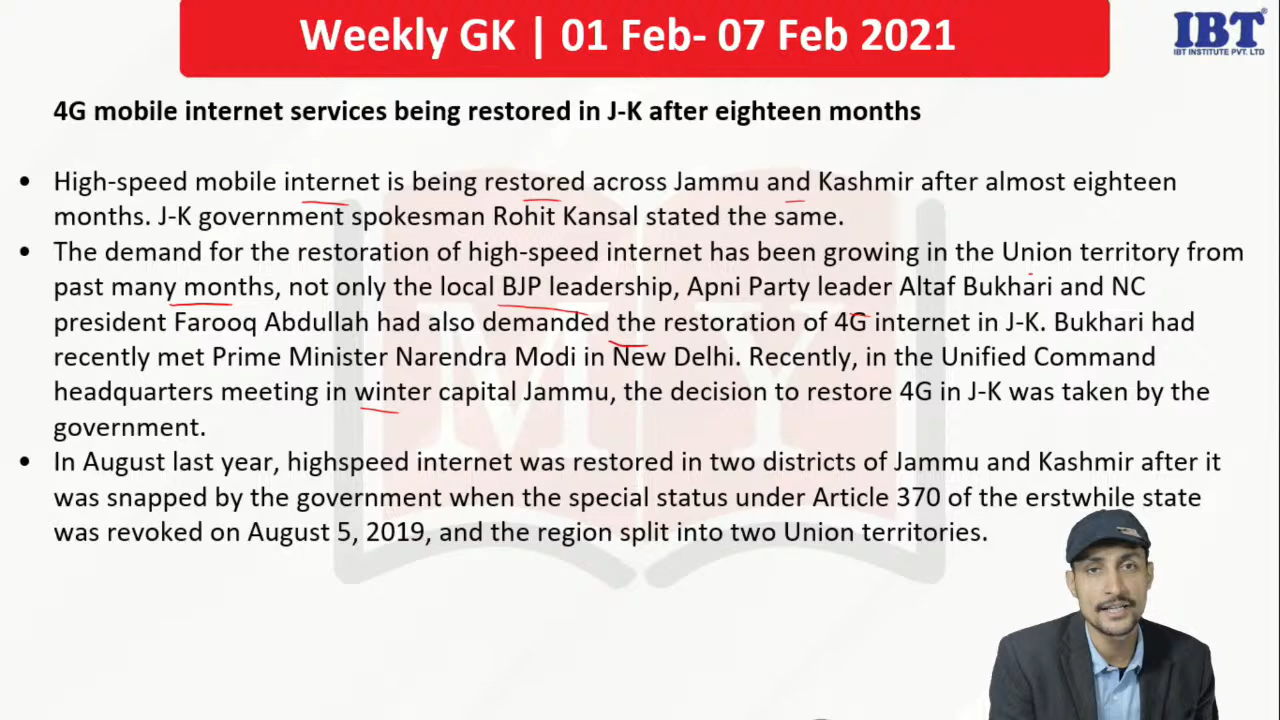 Weekly GK | 01 Feb- 07 Feb 2021
IBT
IBT INSTITUTE PVT. LTD
4G mobile internet services being restored in J-K after eighteen months
• High-speed mobile internet is being restored across Jammu and Kashmir after almost eighteen
months. J-K government spokesman Rohit Kansal stated the same.
• The demand for the restoration of high-speed internet has been growing in the Union territory from
past many months, not only the local BJP leadership, Apni Party leader Altaf Bukhari and NC
president Farooq Abdullah had also demanded the restoration of 4G internet in J-K. Bukhari had
recently met Prime Minister Narendra Modi in New Delhi. Recently, in the Unified Command
headquarters meeting in winter capital Jammu, the decision to restore 4G in J-K was taken by the
government.
• In August last year, highspeed internet was restored in two districts of Jammu and Kashmir after it
was snapped by the government when the special status under Article 370 of the erstwhile state
was revoked on August 5, 2019, and the region split into two Union territories.
M Y